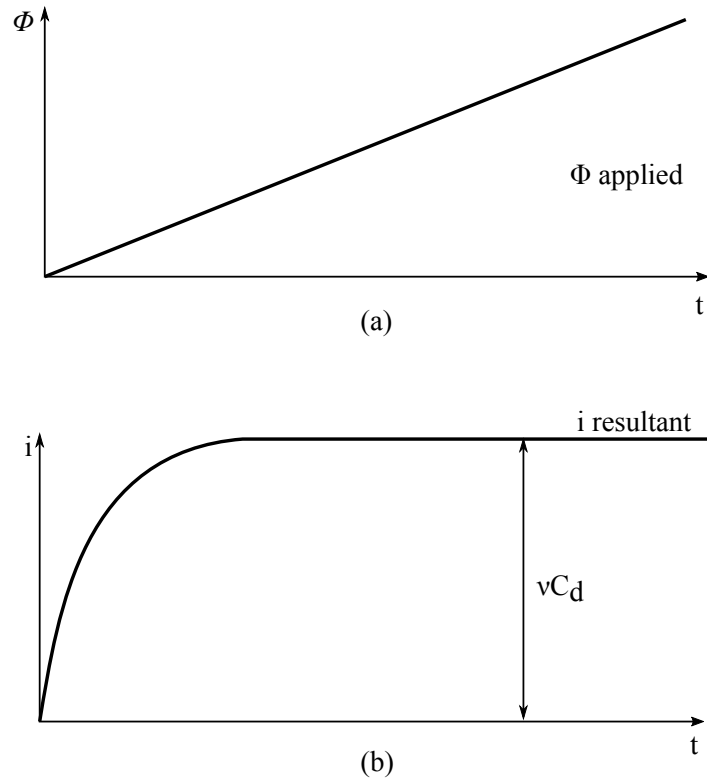 Φ
Φ applied
t
(a)
i resultant
i
νC_d
t
(b)